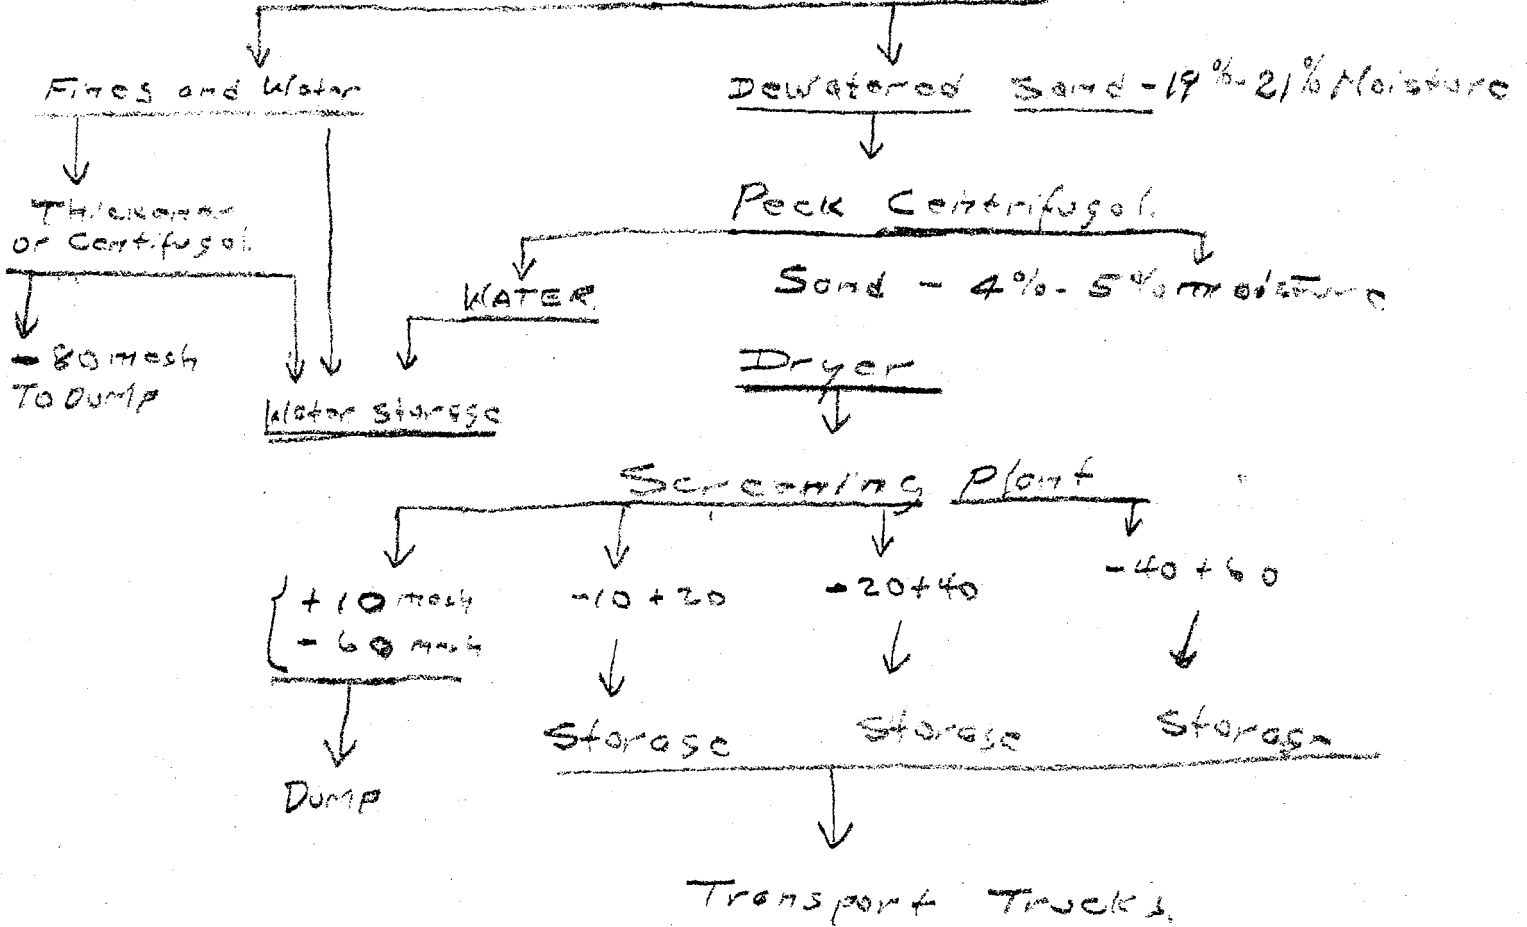 Fines and Water
Dewatered Sand - 19% - 21% Moisture
Thickener
or Centifugal.
Peck Centrifugal.
WATER
Sand - 4% - 5% moisture
- 80 mesh
To Dump
Water Storage
Dryer
Screening Plant
+10 mesh
- 60 mesh
-10 +20
-20+40
-40 +60
Storage
Storage
Storage
Dump
Transport Trucks.